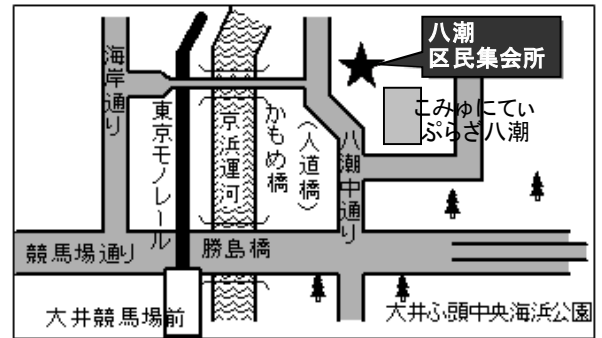 八潮
区民集会所
海岸通り
こみゅにてぃ
ぷらざ八潮
東京モノレール
京浜運河
かもめ橋
（人道橋）
八潮中通り
競馬場通り
勝島橋
大井競馬場前
大井ふ頭中央海浜公園